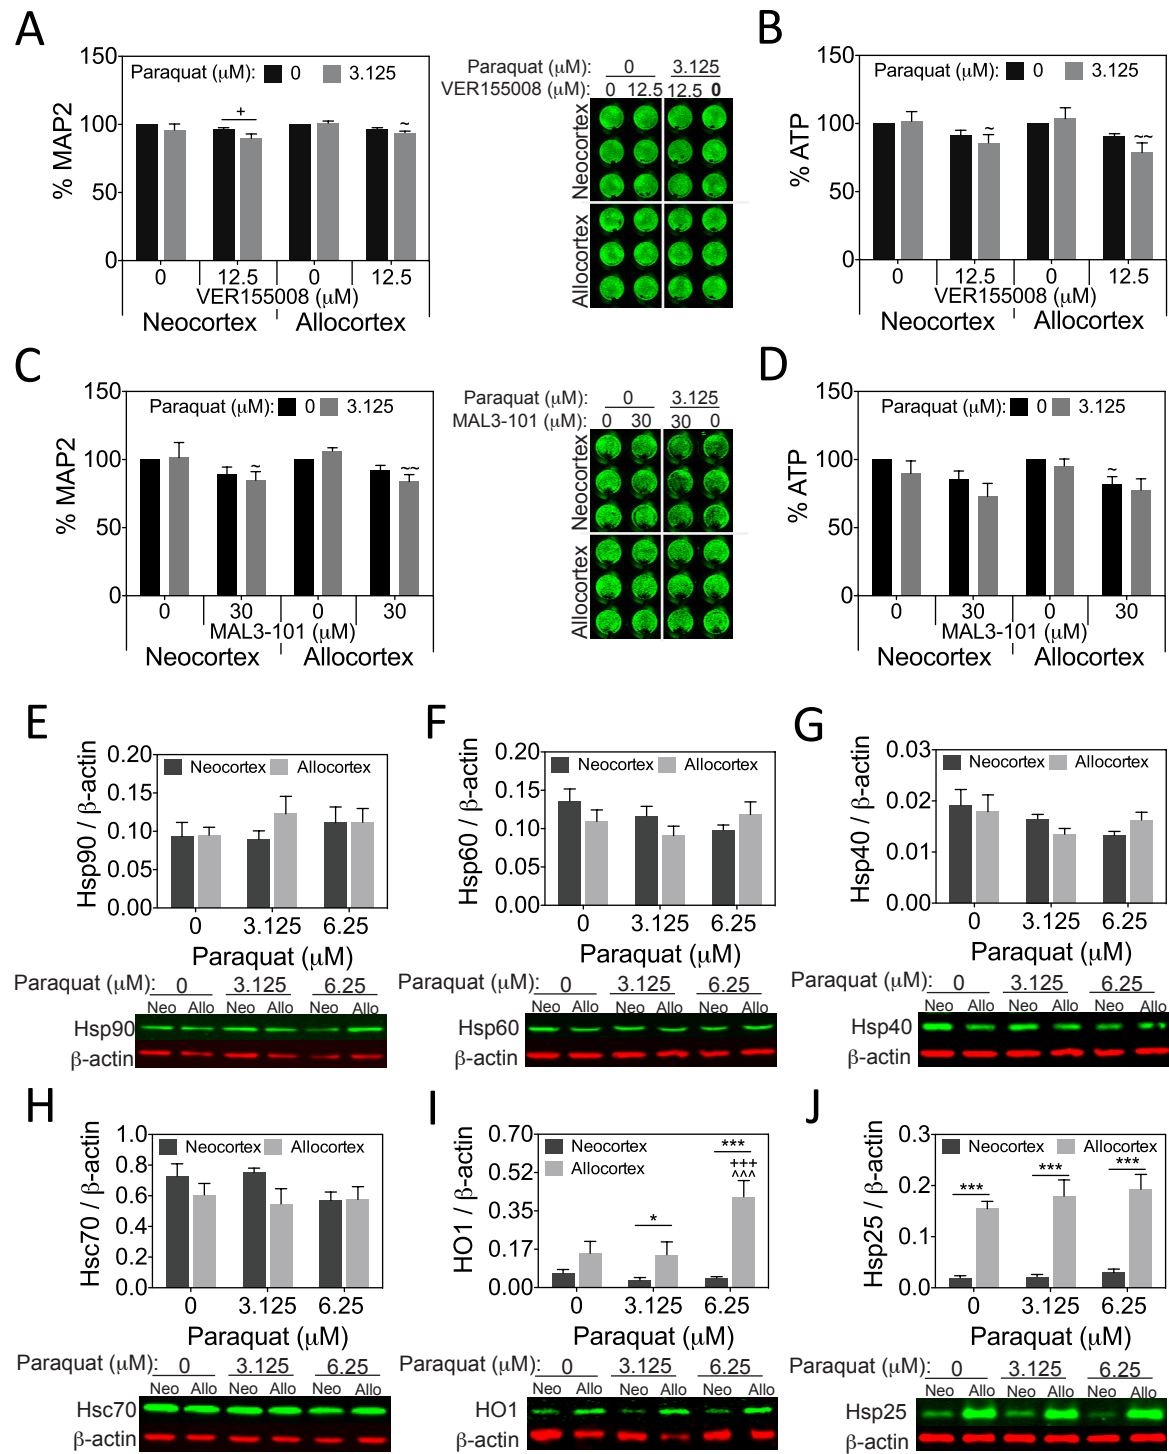 A
150
100
50
0
% MAP2
Paraquat (μM): 0 3.125
+
~
0 12.5 0 12.5
VER155008 (μM)
Neocortex Allocortex
Paraquat (μM): 0 3.125
VER155008 (μM): 0 12.5 12.5 0
Neocortex
Allocortex
B
150
100
50
0
% ATP
Paraquat (μM): 0 3.125
~
~~
0 12.5 0 12.5
VER155008 (μM)
Neocortex Allocortex
C
150
100
50
0
% MAP2
Paraquat (μM): 0 3.125
~
~~
0 30 0 30
MAL3-101 (μM)
Neocortex Allocortex
Paraquat (μM): 0 3.125
MAL3-101 (μM): 0 30 30 0
Neocortex
Allocortex
D
150
100
50
0
% ATP
Paraquat (μM): 0 3.125
~
0 30 0 30
MAL3-101 (μM)
Neocortex Allocortex
E
0.20
0.15
0.10
0.05
0.00
Hsp90 / β-actin
Neocortex Allocortex
0 3.125 6.25
Paraquat (μM)
Paraquat (μM): 0 3.125 6.25
Neo Allo Neo Allo Neo Allo
Hsp90
β-actin
F
0.20
0.15
0.10
0.05
0.00
Hsp60 / β-actin
Neocortex Allocortex
0 3.125 6.25
Paraquat (μM)
Paraquat (μM): 0 3.125 6.25
Neo Allo Neo Allo Neo Allo
Hsp60
β-actin
G
0.03
0.02
0.01
0.00
Hsp40 / β-actin
Neocortex Allocortex
0 3.125 6.25
Paraquat (μM)
Paraquat (μM): 0 3.125 6.25
Neo Allo Neo Allo Neo Allo
Hsp40
β-actin
H
1.0
0.8
0.6
0.4
0.2
0.0
Hsc70 / β-actin
Neocortex Allocortex
0 3.125 6.25
Paraquat (μM)
Paraquat (μM): 0 3.125 6.25
Neo Allo Neo Allo Neo Allo
Hsc70
β-actin
I
0.70
0.52
0.35
0.17
0.00
HO1 / β-actin
Neocortex
Allocortex
*
***
+++
^^^
0 3.125 6.25
Paraquat (μM)
Paraquat (μM): 0 3.125 6.25
Neo Allo Neo Allo Neo Allo
HO1
β-actin
J
0.3
0.2
0.1
0.0
Hsp25 / β-actin
Neocortex Allocortex
*** *** ***
0 3.125 6.25
Paraquat (μM)
Paraquat (μM): 0 3.125 6.25
Neo Allo Neo Allo Neo Allo
Hsp25
β-actin